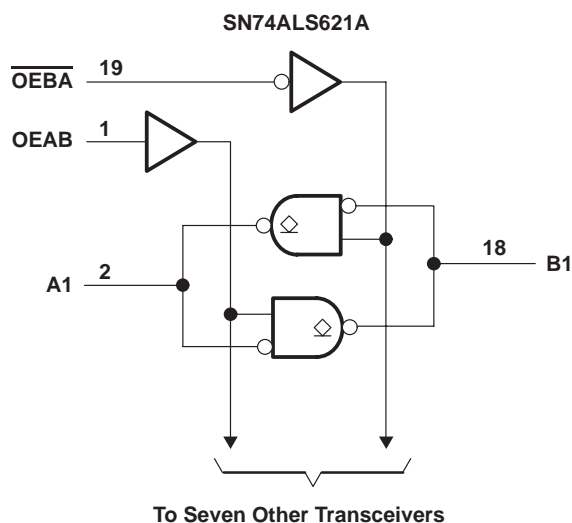 SN74ALS621A
OEBA 19
OEAB 1
A1 2
18 B1
To Seven Other Transceivers